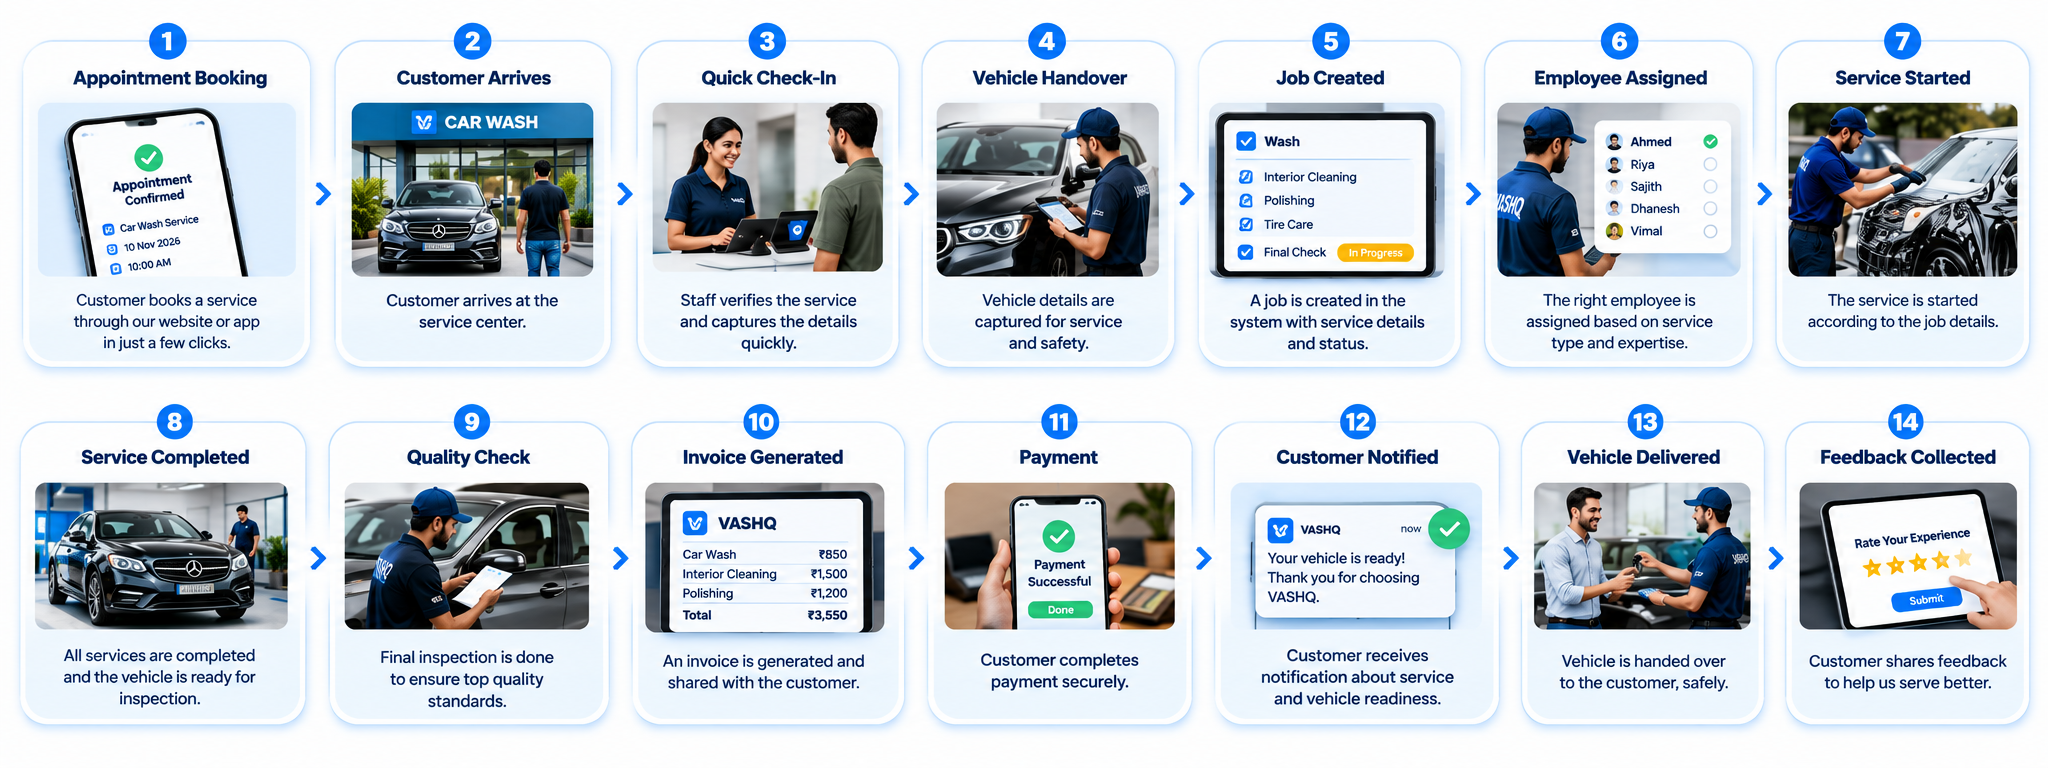 1
Appointment Booking
Appointment
Confirmed
Car Wash Service
10 Nov 2026
10:00 AM
Customer books a service
through our website or app
in just a few clicks.
2
Customer Arrives
CAR WASH
Customer arrives at the
service center.
3
Quick Check-In
Staff verifies the service
and captures the details
quickly.
4
Vehicle Handover
Vehicle details are
captured for service
and safety.
5
Job Created
Wash
Interior Cleaning
Polishing
Tire Care
Final Check In Progress
A job is created in the
system with service details
and status.
6
Employee Assigned
Ahmed
Riya
Sajith
Dhanesh
Vimal
The right employee is
assigned based on service
type and expertise.
7
Service Started
The service is started
according to the job details.
8
Service Completed
All services are completed
and the vehicle is ready for
inspection.
9
Quality Check
Final inspection is done
to ensure top quality
standards.
10
Invoice Generated
VASHQ
Car Wash ₹850
Interior Cleaning ₹1,500
Polishing ₹1,200
Total ₹3,550
An invoice is generated and
shared with the customer.
11
Payment
Payment
Successful
Done
Customer completes
payment securely.
12
Customer Notified
VASHQ now
Your vehicle is ready!
Thank you for choosing
VASHQ.
Customer receives
notification about service
and vehicle readiness.
13
Vehicle Delivered
Vehicle is handed over
to the customer, safely.
14
Feedback Collected
Rate Your Experience
Submit
Customer shares feedback
to help us serve better.